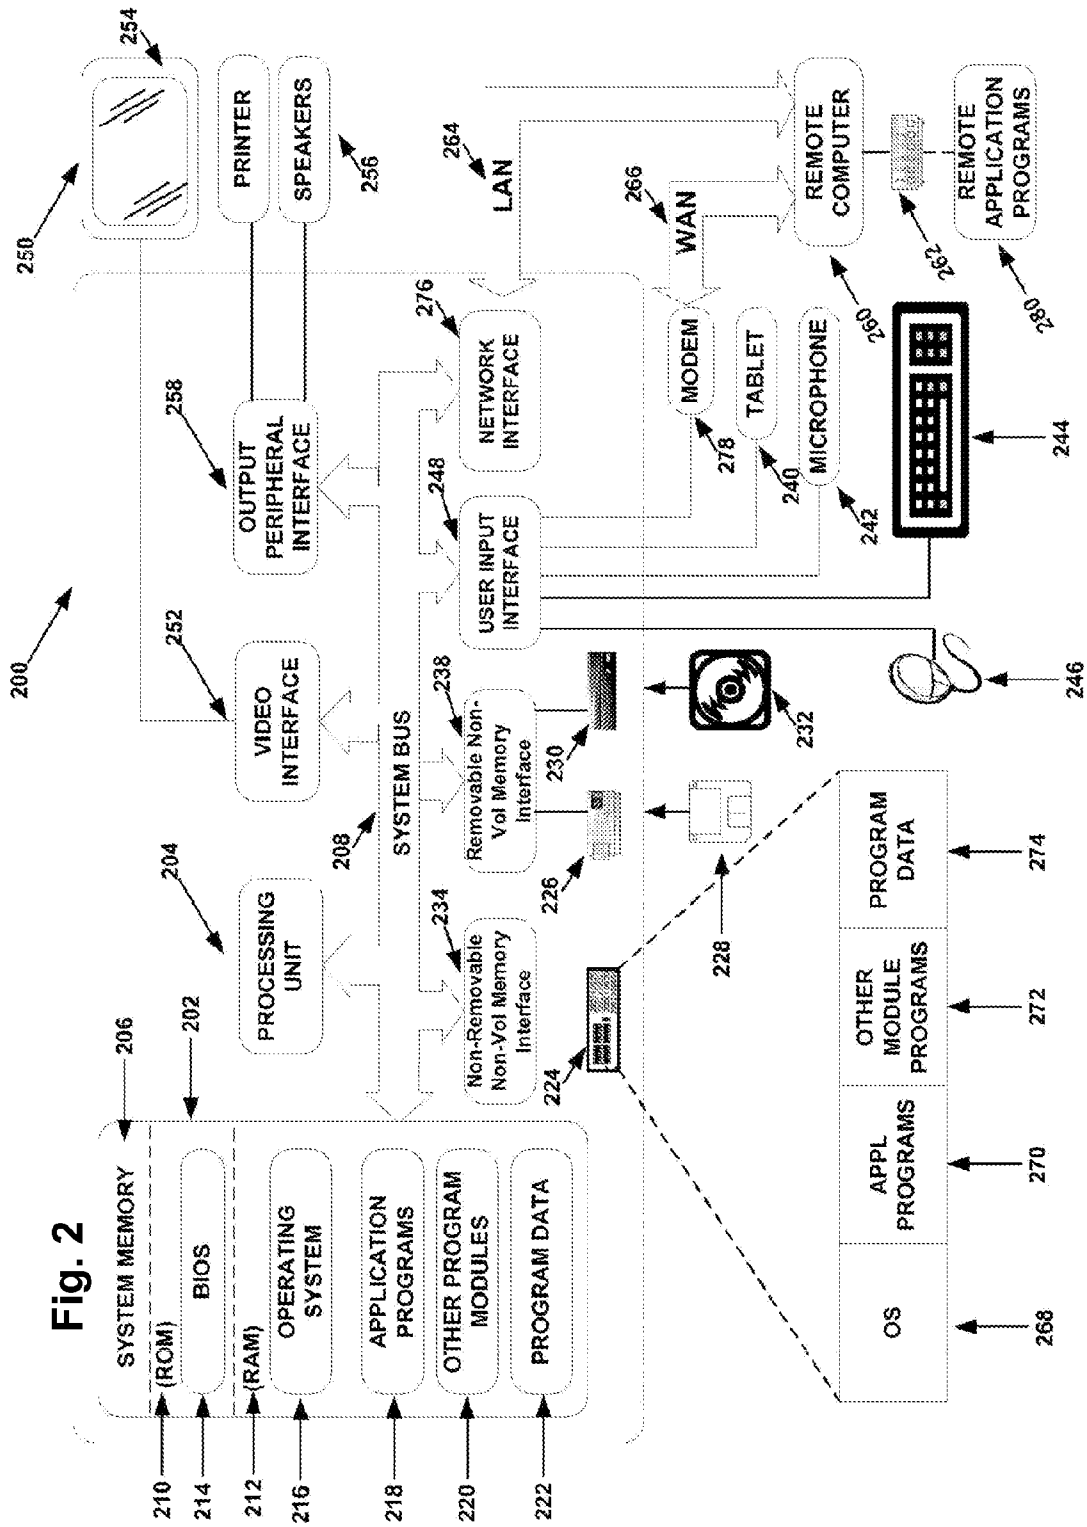 Fig. 2
200
SYSTEM MEMORY
206
(ROM)
210
202
BIOS
214
(RAM)
212
OPERATING
SYSTEM
216
APPLICATION
PROGRAMS
218
OTHER PROGRAM
MODULES
220
PROGRAM DATA
222
PROCESSING
UNIT
204
VIDEO
INTERFACE
252
OUTPUT
PERIPHERAL
INTERFACE
258
250
254
PRINTER
SPEAKERS
256
SYSTEM BUS
208
Non-Removable
Non-Vol Memory
Interface
234
Removable Non-
Vol Memory
Interface
238
USER INPUT
INTERFACE
248
NETWORK
INTERFACE
276
LAN
264
WAN
266
224
226
230
228
232
MODEM
278
TABLET
240
MICROPHONE
242
REMOTE
COMPUTER
260
262
REMOTE
APPLICATION
PROGRAMS
280
244
246
OS
268
APPL
PROGRAMS
270
OTHER
MODULE
PROGRAMS
272
PROGRAM
DATA
274